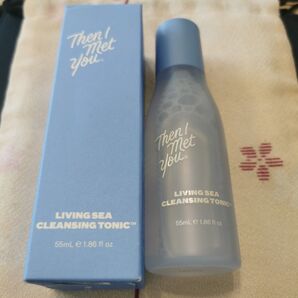 Then I
Met
You
LIVING SEA
CLEANSING TONIC™
55mL ℮ 1.86 fl oz
Then I
Met
You
LIVING SEA
CLEANSING TONIC™
55mL ℮ 1.86 fl oz